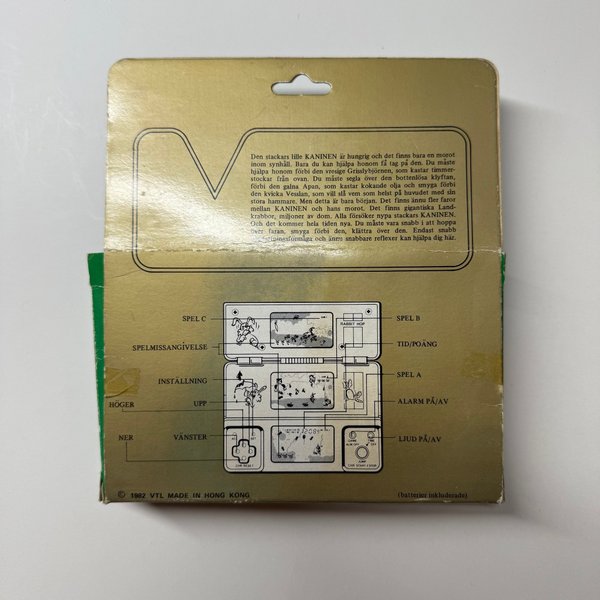 Den stackars lille KANINEN är hungrig och det finns bara en morot
inom synhåll. Bara du kan hjälpa honom få tag på den. Du måste
hjälpa honom förbi den vrosige Grisslybjörnen, som kastar timmer-
stockar från ovan. Du måste segla över den bottenlösa klyftan,
förbi den galna Apan, som kastar kokande olja och smyga förbi
den kvicka Vesslan, som vill slå vem som helst på huvudet med sin
stora hammare. Men detta är bara början. Det finns ännu fler faror
mellan KANINEN och hans morot. Det finns gigantiska Land-
krabbor, miljoner av dom. Alla försöker nypa stackars KANINEN.
Och det kommer hela tiden nya. Du måste vara snabb i att hoppa
över faran, smyga förbi den, klättra över den. Endast snabb
och ännu snabbare reflexer kan hjälpa dig här.
SPEL C
SPEL B
RABBIT HOP
SPELMISSANGIVELSE
TID/POÄNG
INSTÄLLNING
SPEL A
HÖGER
UPP
ALARM PÅ/AV
NER
VÄNSTER
LJUD PÅ/AV
JUMP
© 1982 VTL MADE IN HONG KONG
(batterier inkluderade)